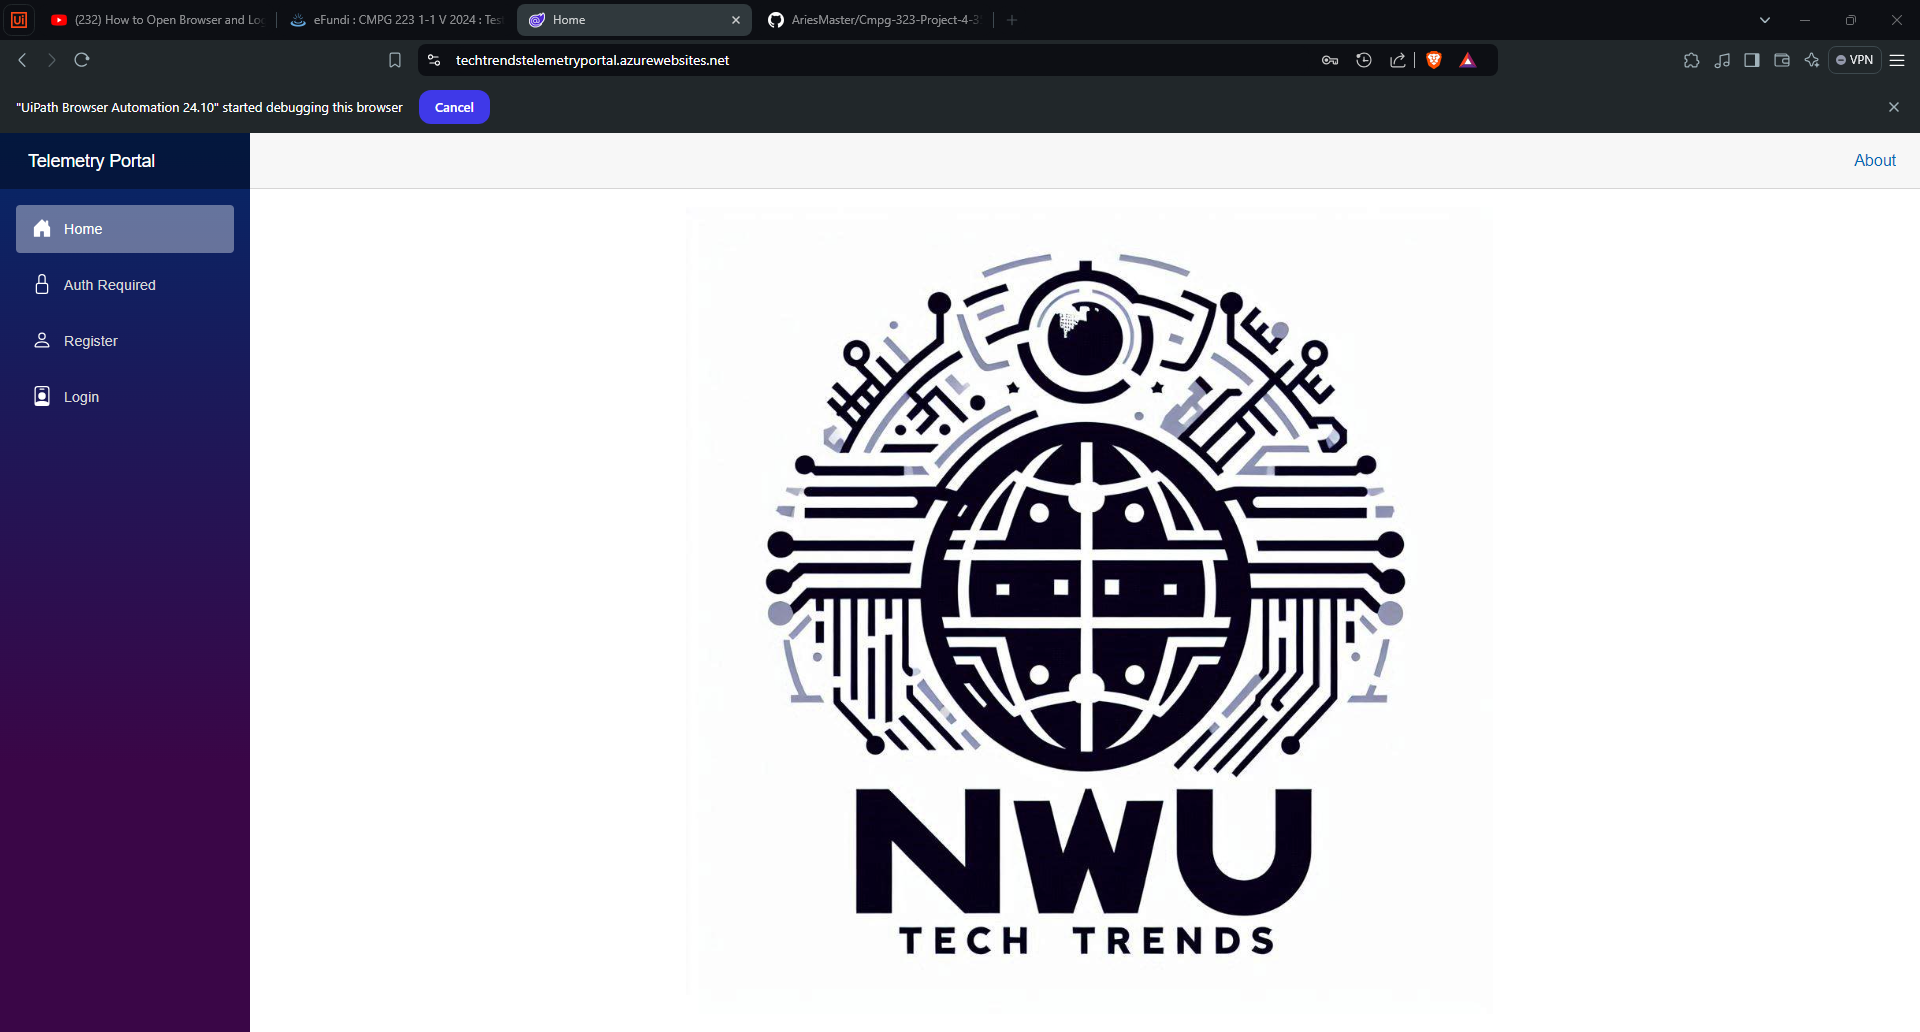 (232) How to Open Browser and Lo
eFundi : CMPG 223 1-1 V 2024 : Tes
Home
AriesMaster/Cmpg-323-Project-4-3
techtrendstelemetryportal.azurewebsites.net
VPN
"UiPath Browser Automation 24.10" started debugging this browser
Cancel
Telemetry Portal
About
Home
Auth Required
Register
Login
NWU
TECH TRENDS